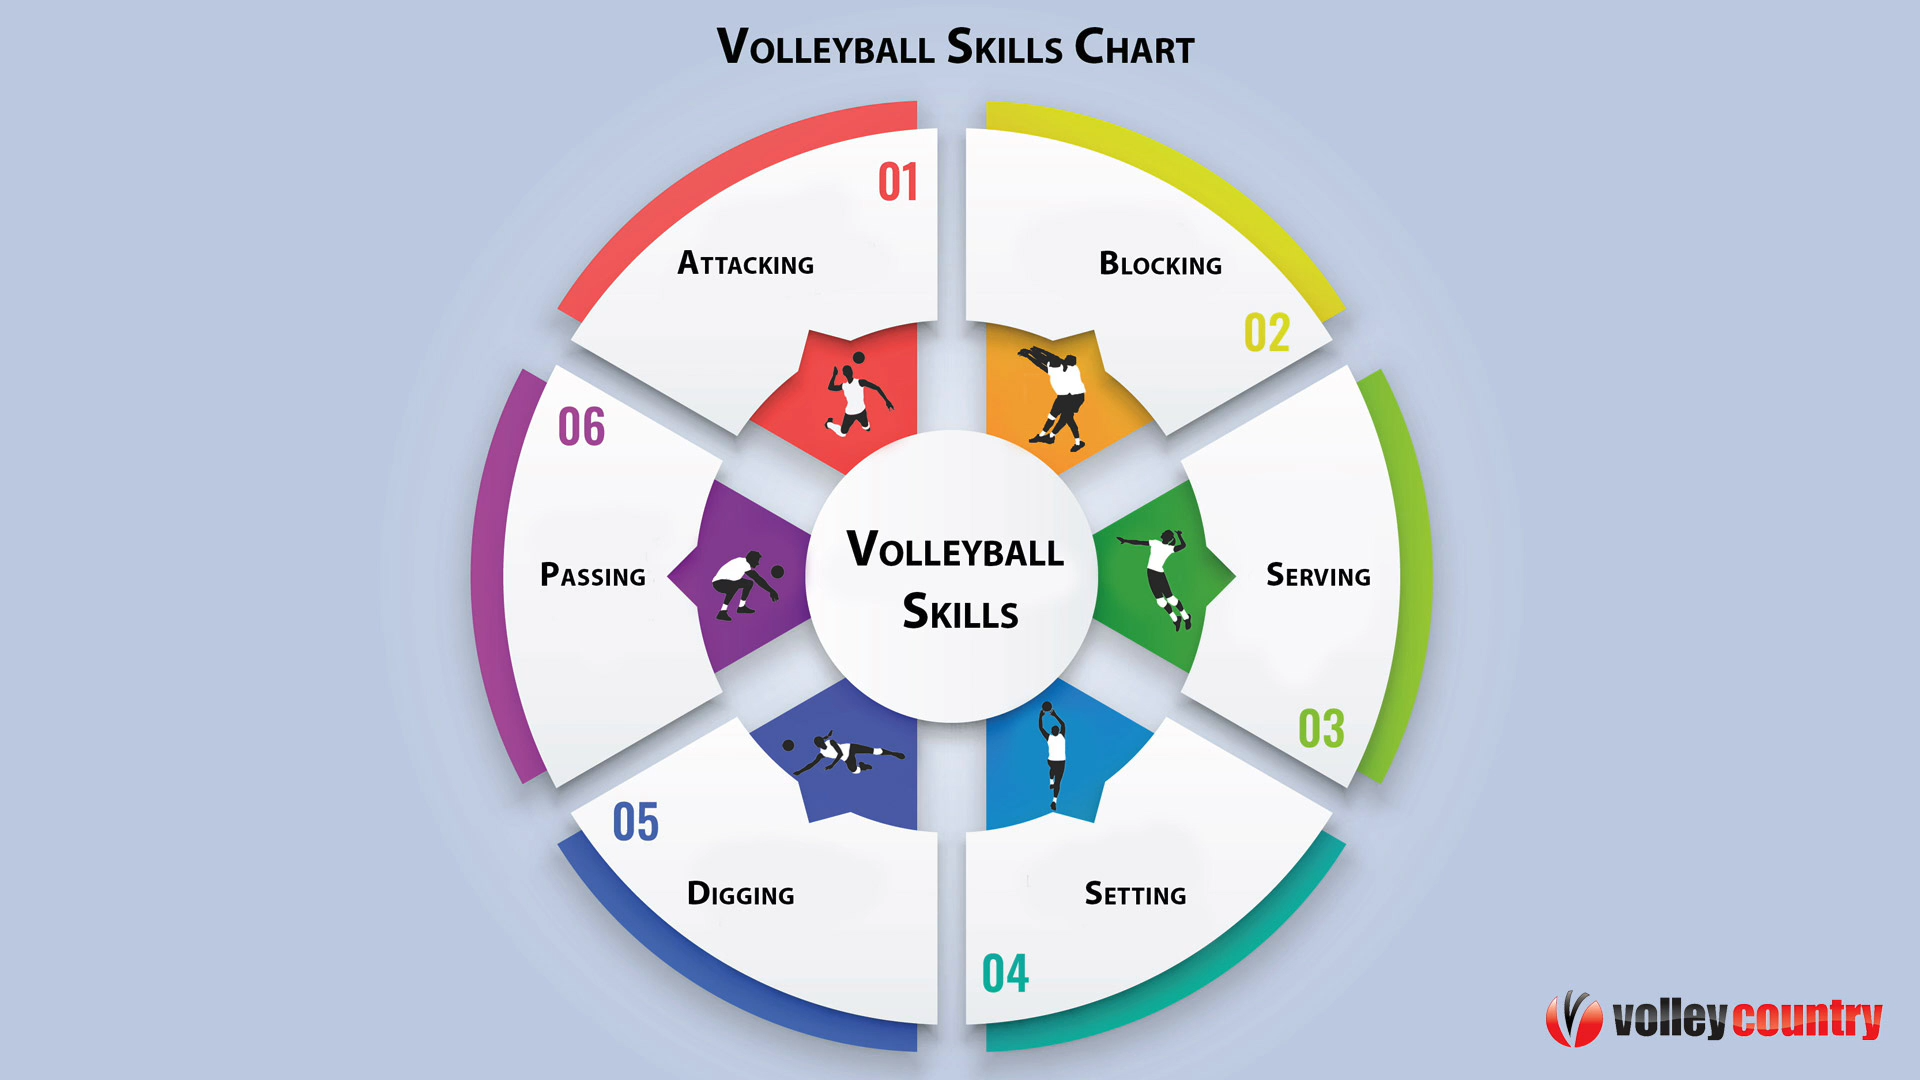 Volleyball Skills Chart
01
Attacking
Blocking
02
Serving
03
Setting
04
05
Digging
06
Passing
Volleyball
Skills
volleycountry